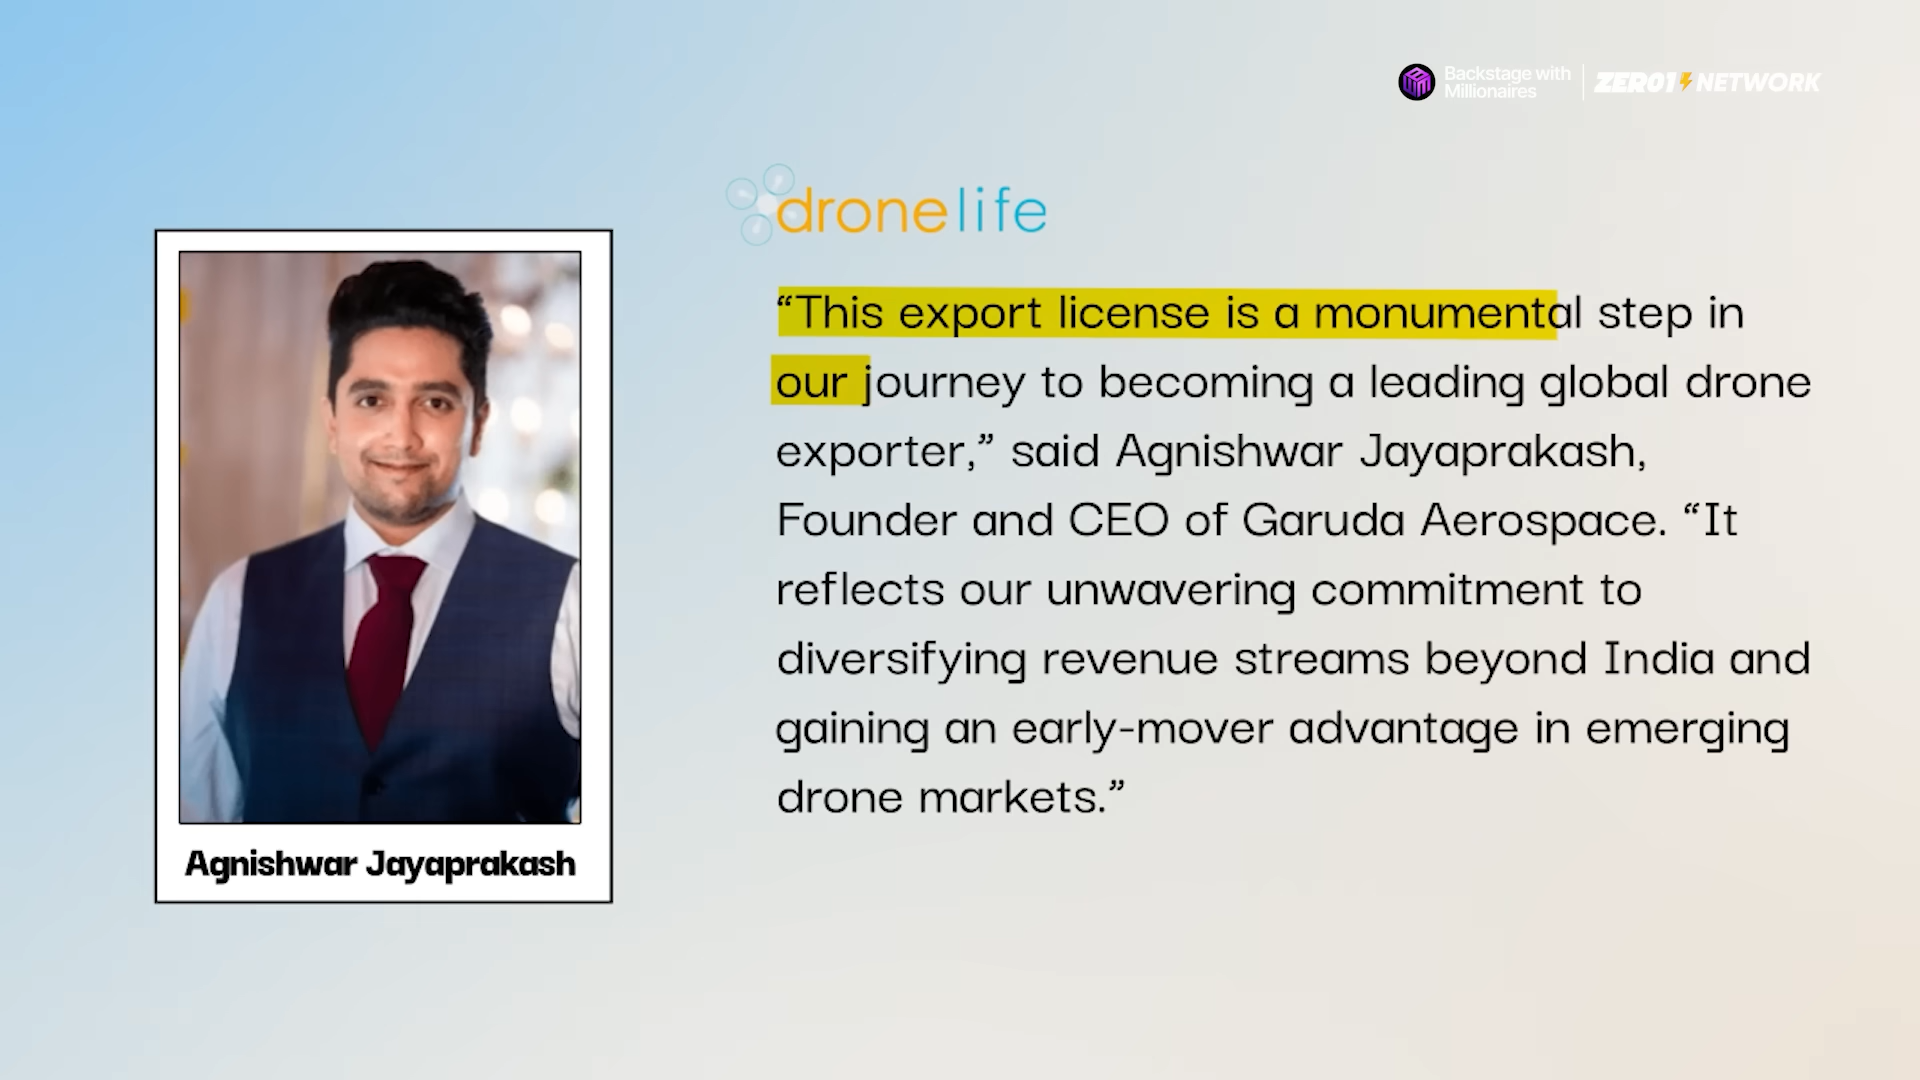 Backstage with
Millionaires
ZERO1 NETWORK
dronelife
“This export license is a monumental step in
our journey to becoming a leading global drone
exporter,” said Agnishwar Jayaprakash,
Founder and CEO of Garuda Aerospace. “It
reflects our unwavering commitment to
diversifying revenue streams beyond India and
gaining an early-mover advantage in emerging
drone markets.”
Agnishwar Jayaprakash